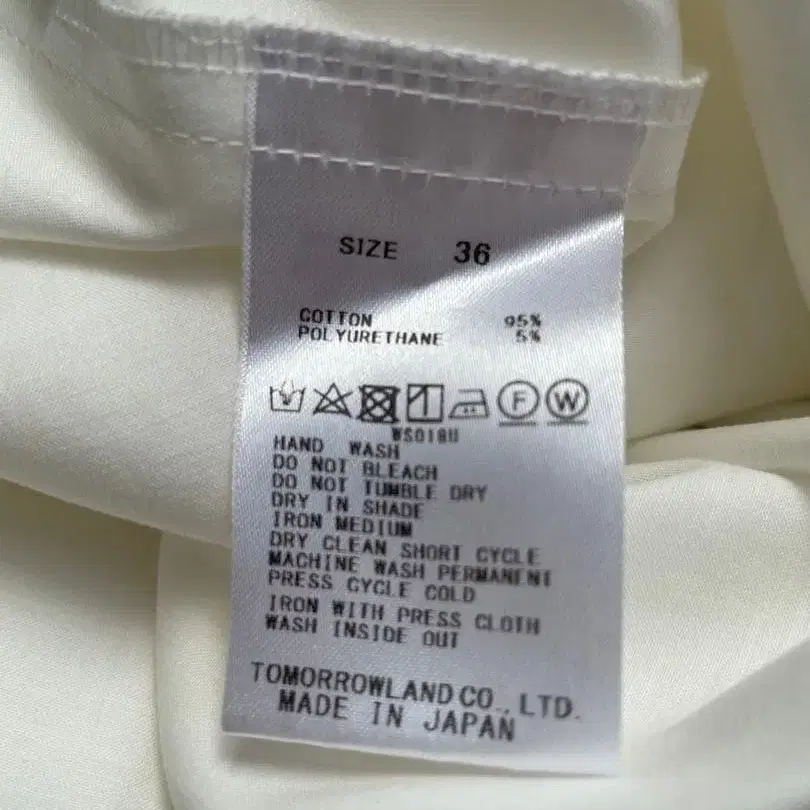 SIZE 36
COTTON 95%
POLYURETHANE 5%
F W
WS018U
HAND WASH
DO NOT BLEACH
DO NOT TUMBLE DRY
DRY IN SHADE
IRON MEDIUM
DRY CLEAN SHORT CYCLE
MACHINE WASH PERMANENT
PRESS CYCLE COLD
IRON WITH PRESS CLOTH
WASH INSIDE OUT
TOMORROWLAND CO., LTD.
MADE IN JAPAN